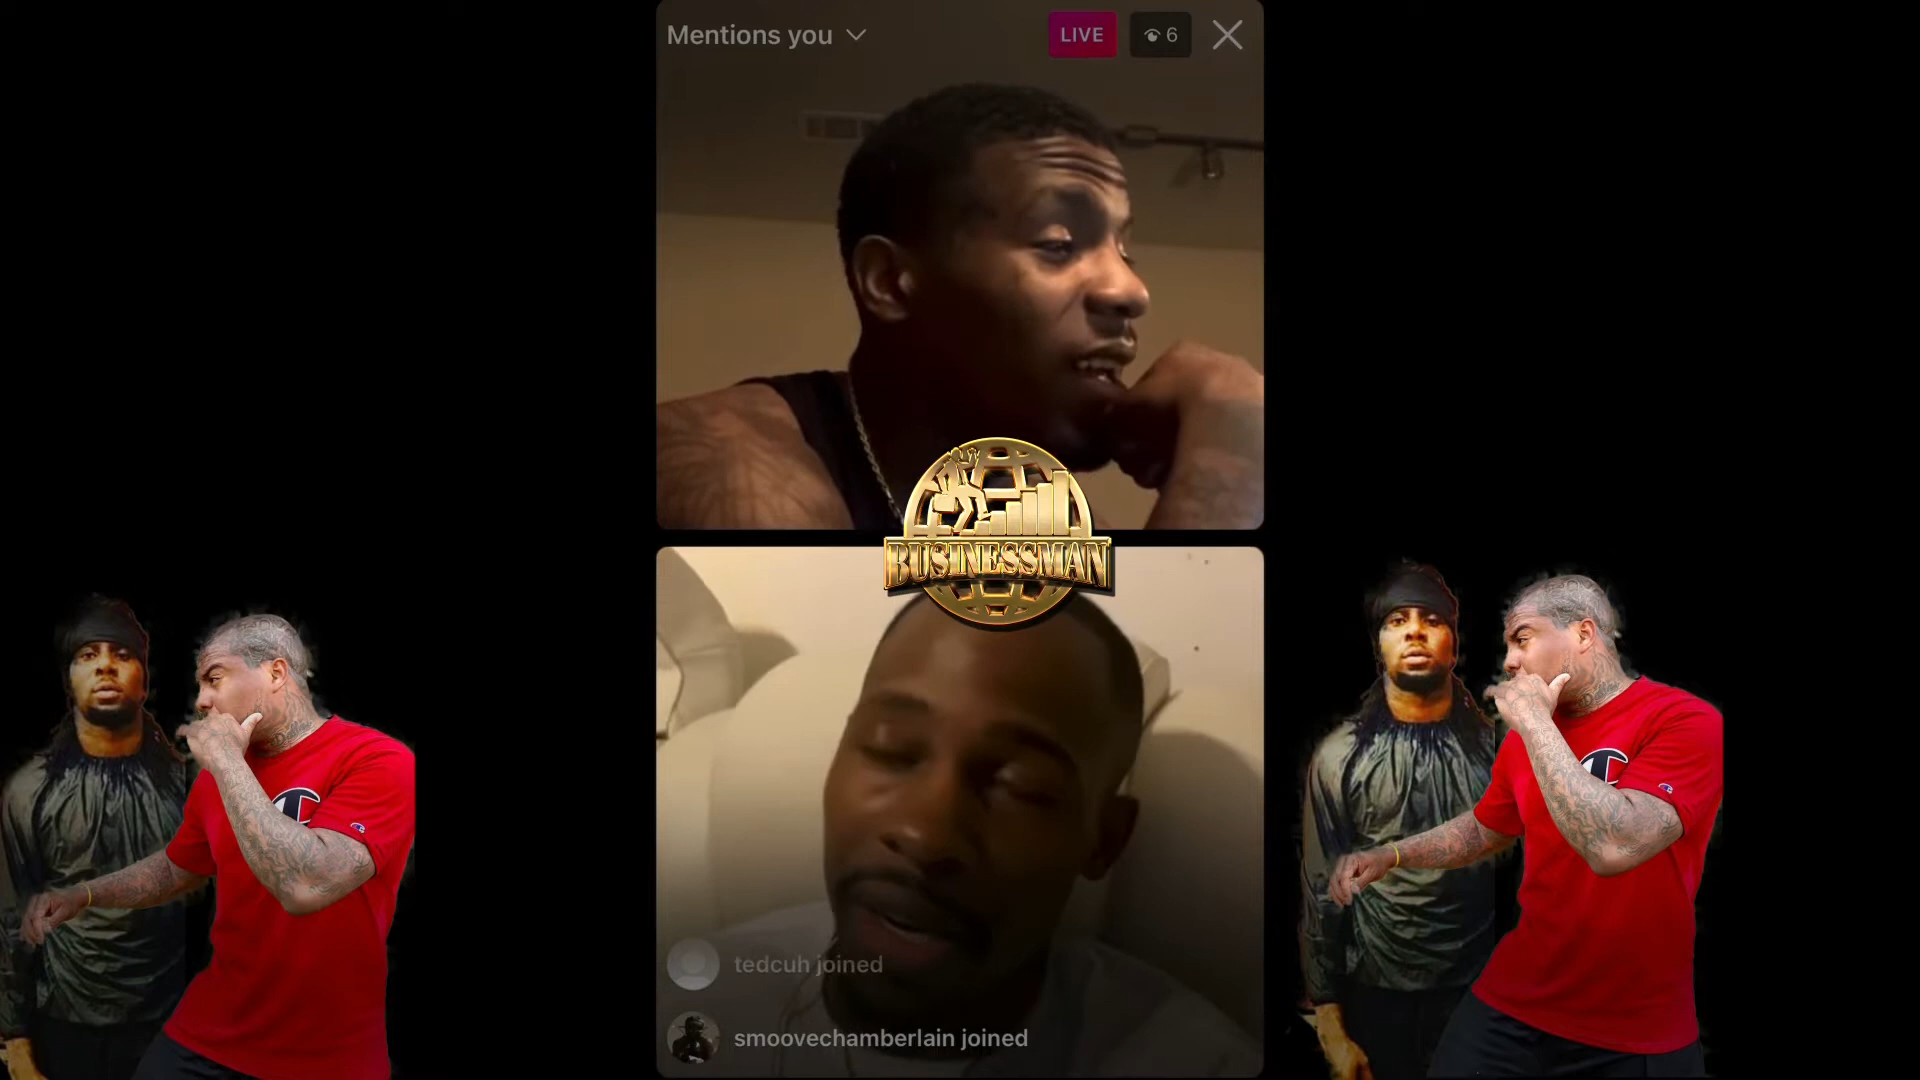 Mentions you
LIVE
6
BUSINESSMAN
tedcuh joined
smoovechamberlain joined